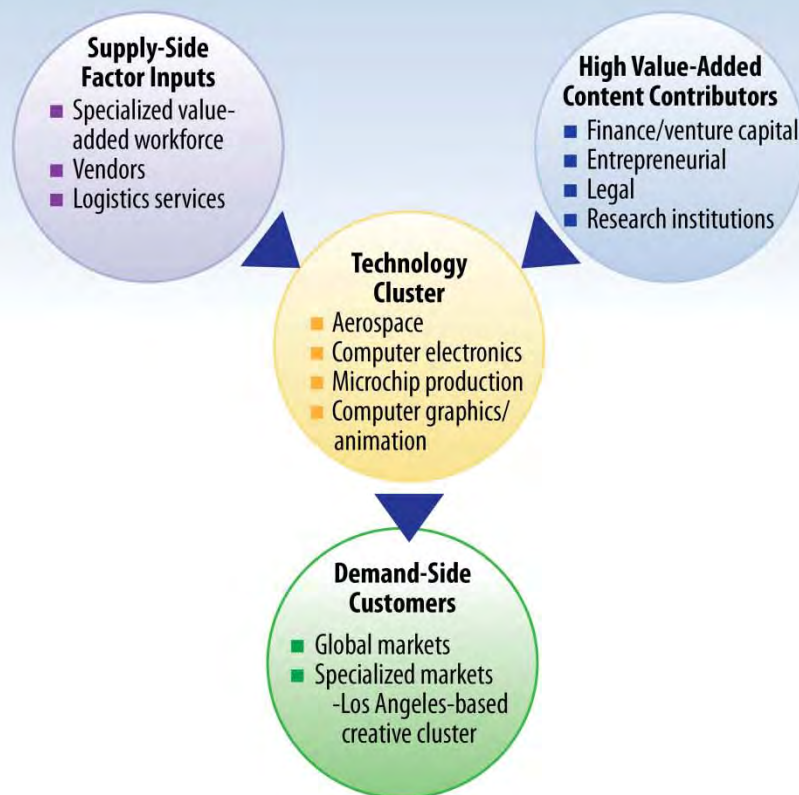 Supply-Side
Factor Inputs
■ Specialized value-
added workforce
■ Vendors
■ Logistics services
High Value-Added
Content Contributors
■ Finance/venture capital
■ Entrepreneurial
■ Legal
■ Research institutions
Technology
Cluster
■ Aerospace
■ Computer electronics
■ Microchip production
■ Computer graphics/
animation
Demand-Side
Customers
■ Global markets
■ Specialized markets
-Los Angeles-based
creative cluster